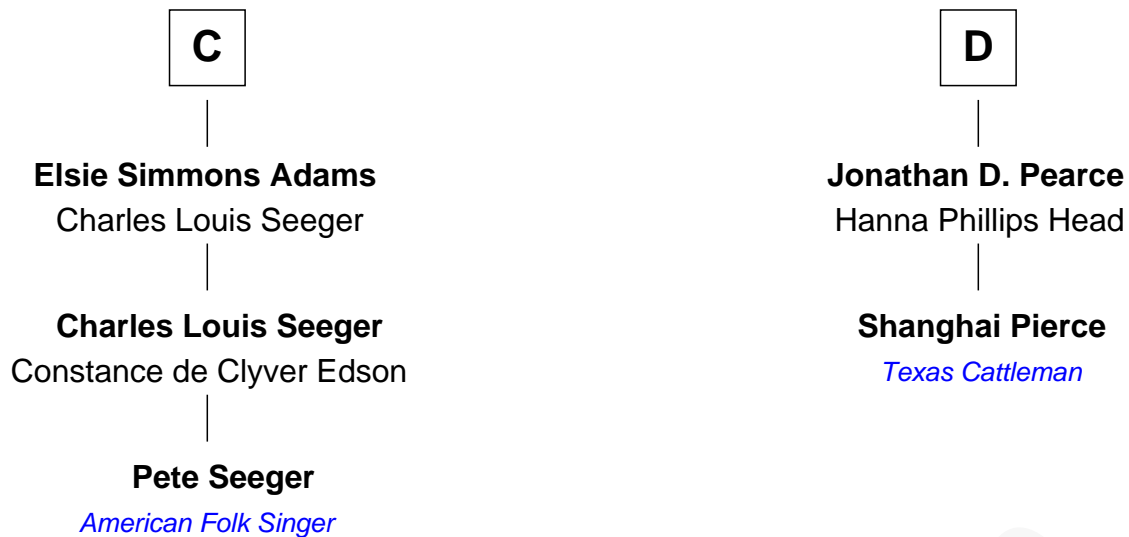 C
Elsie Simmons Adams
Charles Louis Seeger
Charles Louis Seeger
Constance de Clyver Edson
Pete Seeger
American Folk Singer
D
Jonathan D. Pearce
Hanna Phillips Head
Shanghai Pierce
Texas Cattleman